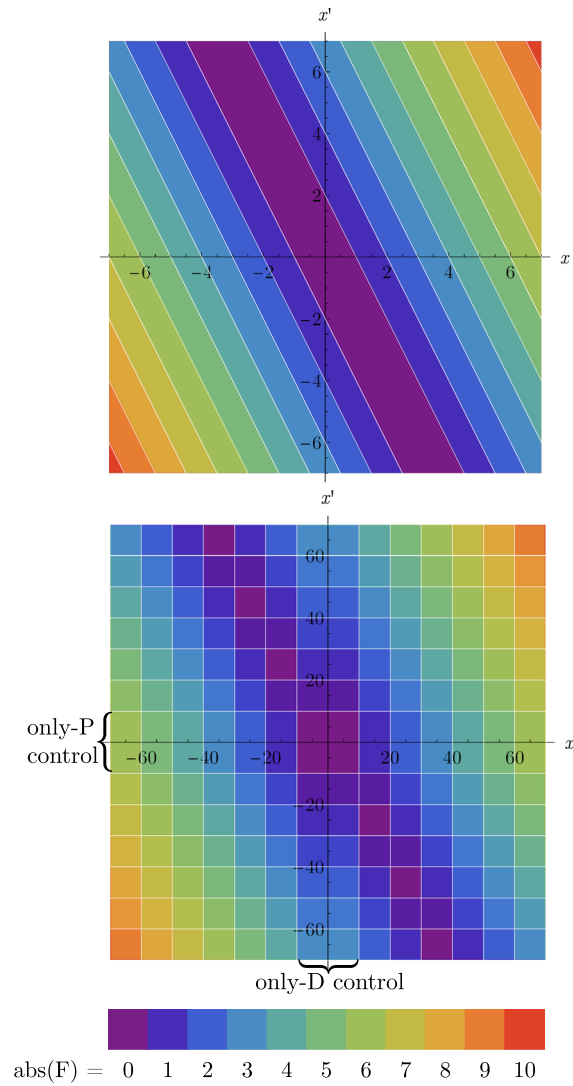 x'
6
4
2
−6 −4 −2 2 4 6 x
−2
−4
−6
x'
60
40
20
only-P
control
−60 −40 −20 20 40 60 x
−20
−40
−60
only-D control
abs(F) = 0 1 2 3 4 5 6 7 8 9 10